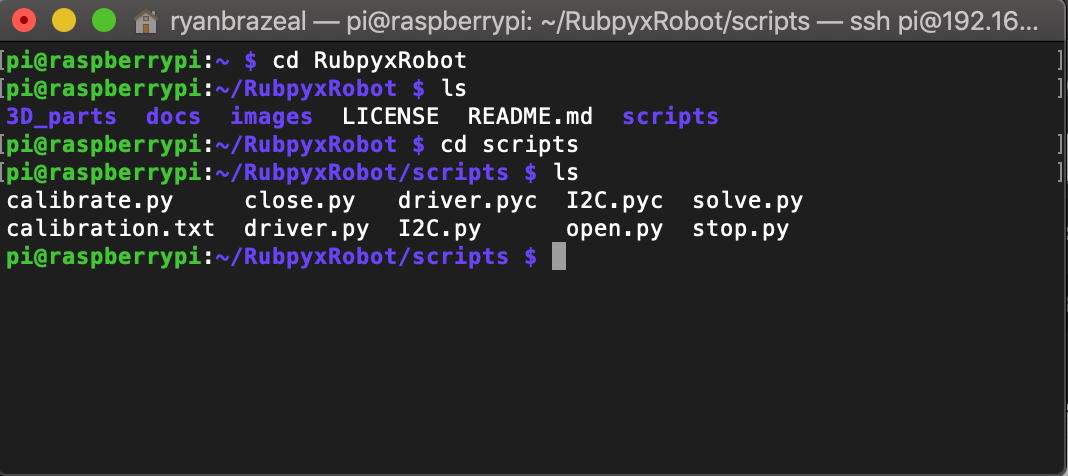 ryanbrazeal — pi@raspberrypi: ~/RubpyxRobot/scripts — ssh pi@192.16...
[pi@raspberrypi:~ $ cd RubpyxRobot ]
[pi@raspberrypi:~/RubpyxRobot $ ls ]
3D_parts docs images LICENSE README.md scripts
[pi@raspberrypi:~/RubpyxRobot $ cd scripts ]
[pi@raspberrypi:~/RubpyxRobot/scripts $ ls ]
calibrate.py close.py driver.pyc I2C.pyc solve.py
calibration.txt driver.py I2C.py open.py stop.py
pi@raspberrypi:~/RubpyxRobot/scripts $